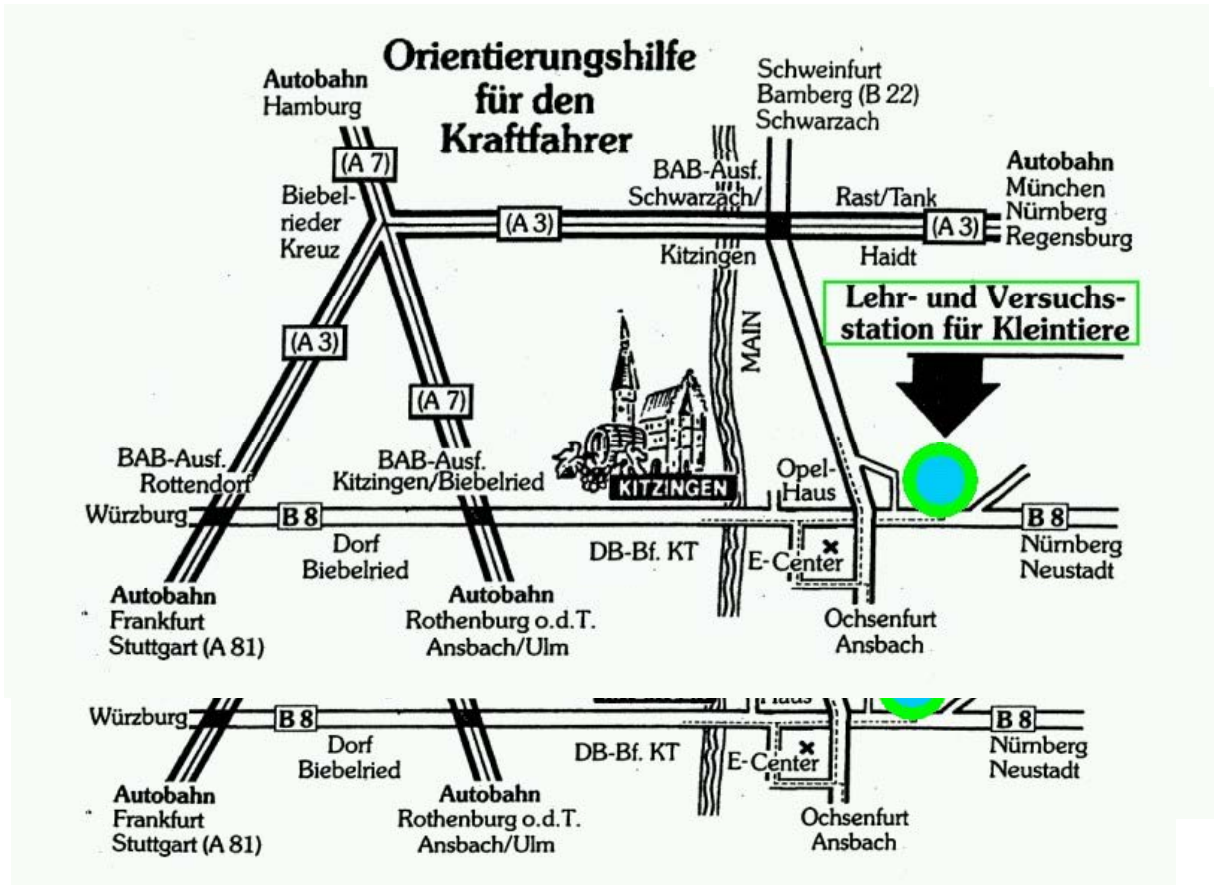 Orientierungshilfe
für den
Kraftfahrer
Autobahn
Hamburg
(A 7)
Biebel-
rieder
Kreuz
(A 3)
Schweinfurt
Bamberg (B 22)
Schwarzach
BAB-Ausf.
Schwarzach/
Kitzingen
Rast/Tank
Haidt
(A 3)
Autobahn
München
Nürnberg
Regensburg
Lehr- und Versuchs-
station für Kleintiere
MAIN
(A 3)
(A 7)
BAB-Ausf.
Rottendorf
BAB-Ausf.
Kitzingen/Biebelried
KITZINGEN
Opel-
Haus
Würzburg
B 8
Dorf
Biebelried
DB-Bf. KT
E-Center
B 8
Nürnberg
Neustadt
Autobahn
Frankfurt
Stuttgart (A 81)
Autobahn
Rothenburg o.d.T.
Ansbach/Ulm
Ochsenfurt
Ansbach
Haus
Würzburg
B 8
Dorf
Biebelried
DB-Bf. KT
E-Center
B 8
Nürnberg
Neustadt
Autobahn
Frankfurt
Stuttgart (A 81)
Autobahn
Rothenburg o.d.T.
Ansbach/Ulm
Ochsenfurt
Ansbach